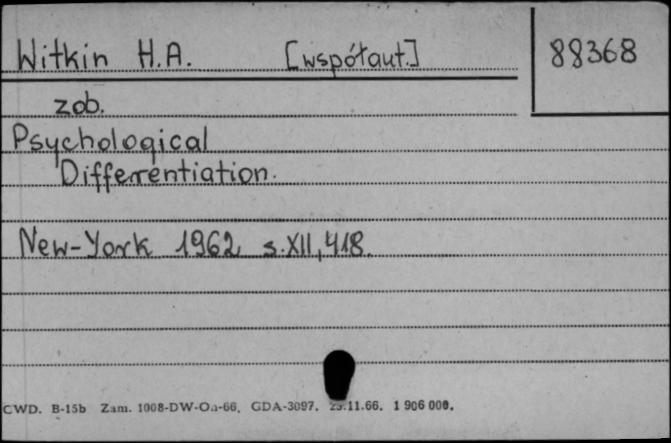 Witkin H.A. [współaut.] 88368
zob.
Psychological
Differentiation.
New-York 1962 s. XII, 418.
CWD. B-15b Zam. 1008-DW-Oa-66. GDA-3097. 11.66. 1 906 000.